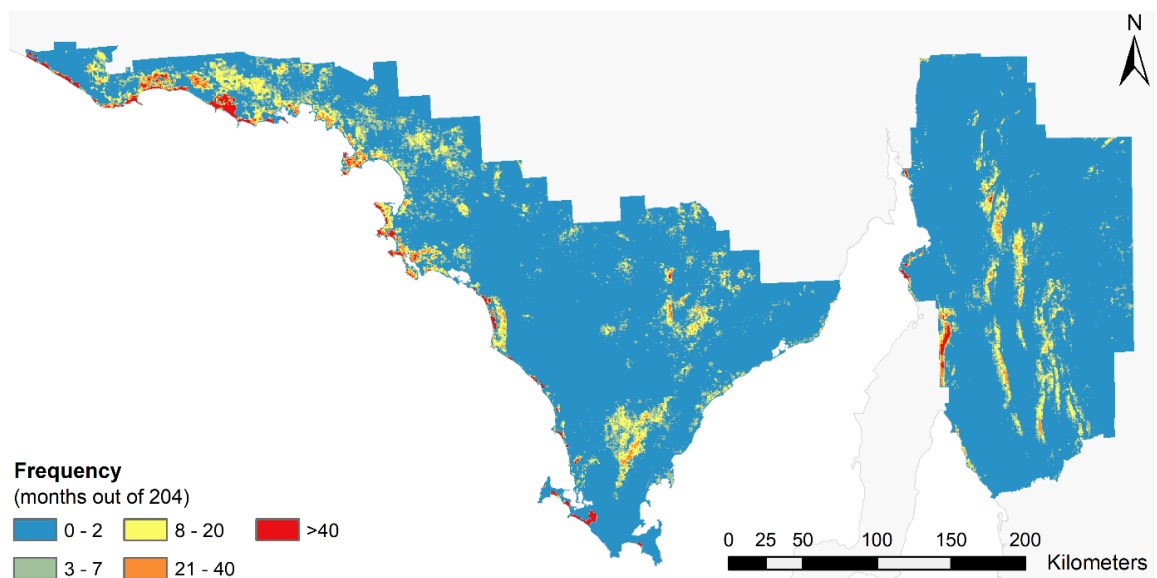 N
Frequency
(months out of 204)
0 - 2 8 - 20 >40
3 - 7 21 - 40
0 25 50 100 150 200
Kilometers